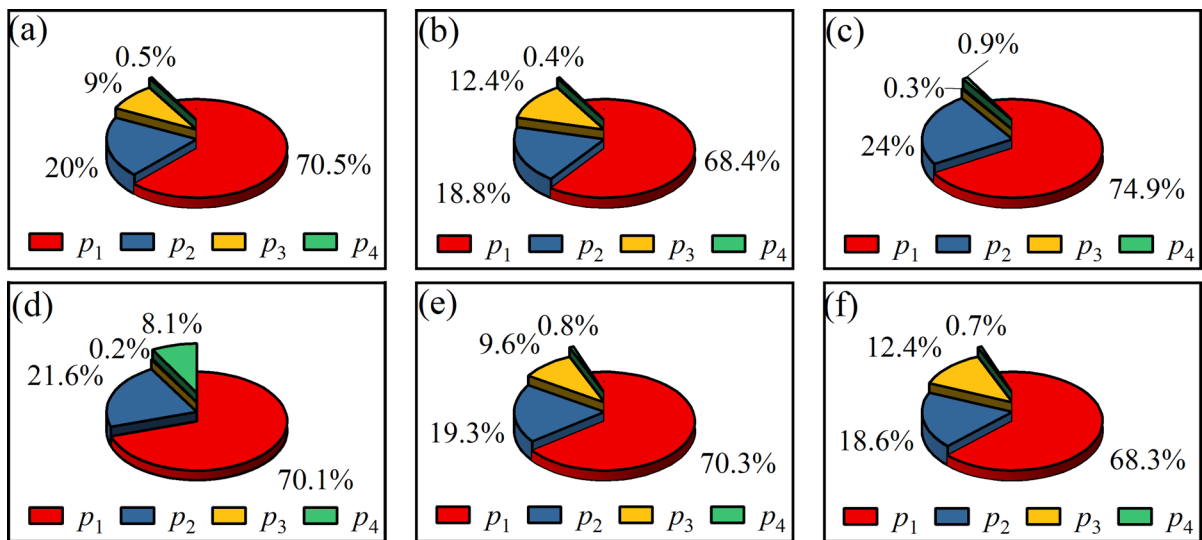 (a)
0.5%
9%
20%
70.5%
p1 p2 p3 p4
(b)
0.4%
12.4%
18.8%
68.4%
p1 p2 p3 p4
(c)
0.9%
0.3%
24%
74.9%
p1 p2 p3 p4
(d)
8.1%
0.2%
21.6%
70.1%
p1 p2 p3 p4
(e)
0.8%
9.6%
19.3%
70.3%
p1 p2 p3 p4
(f)
0.7%
12.4%
18.6%
68.3%
p1 p2 p3 p4